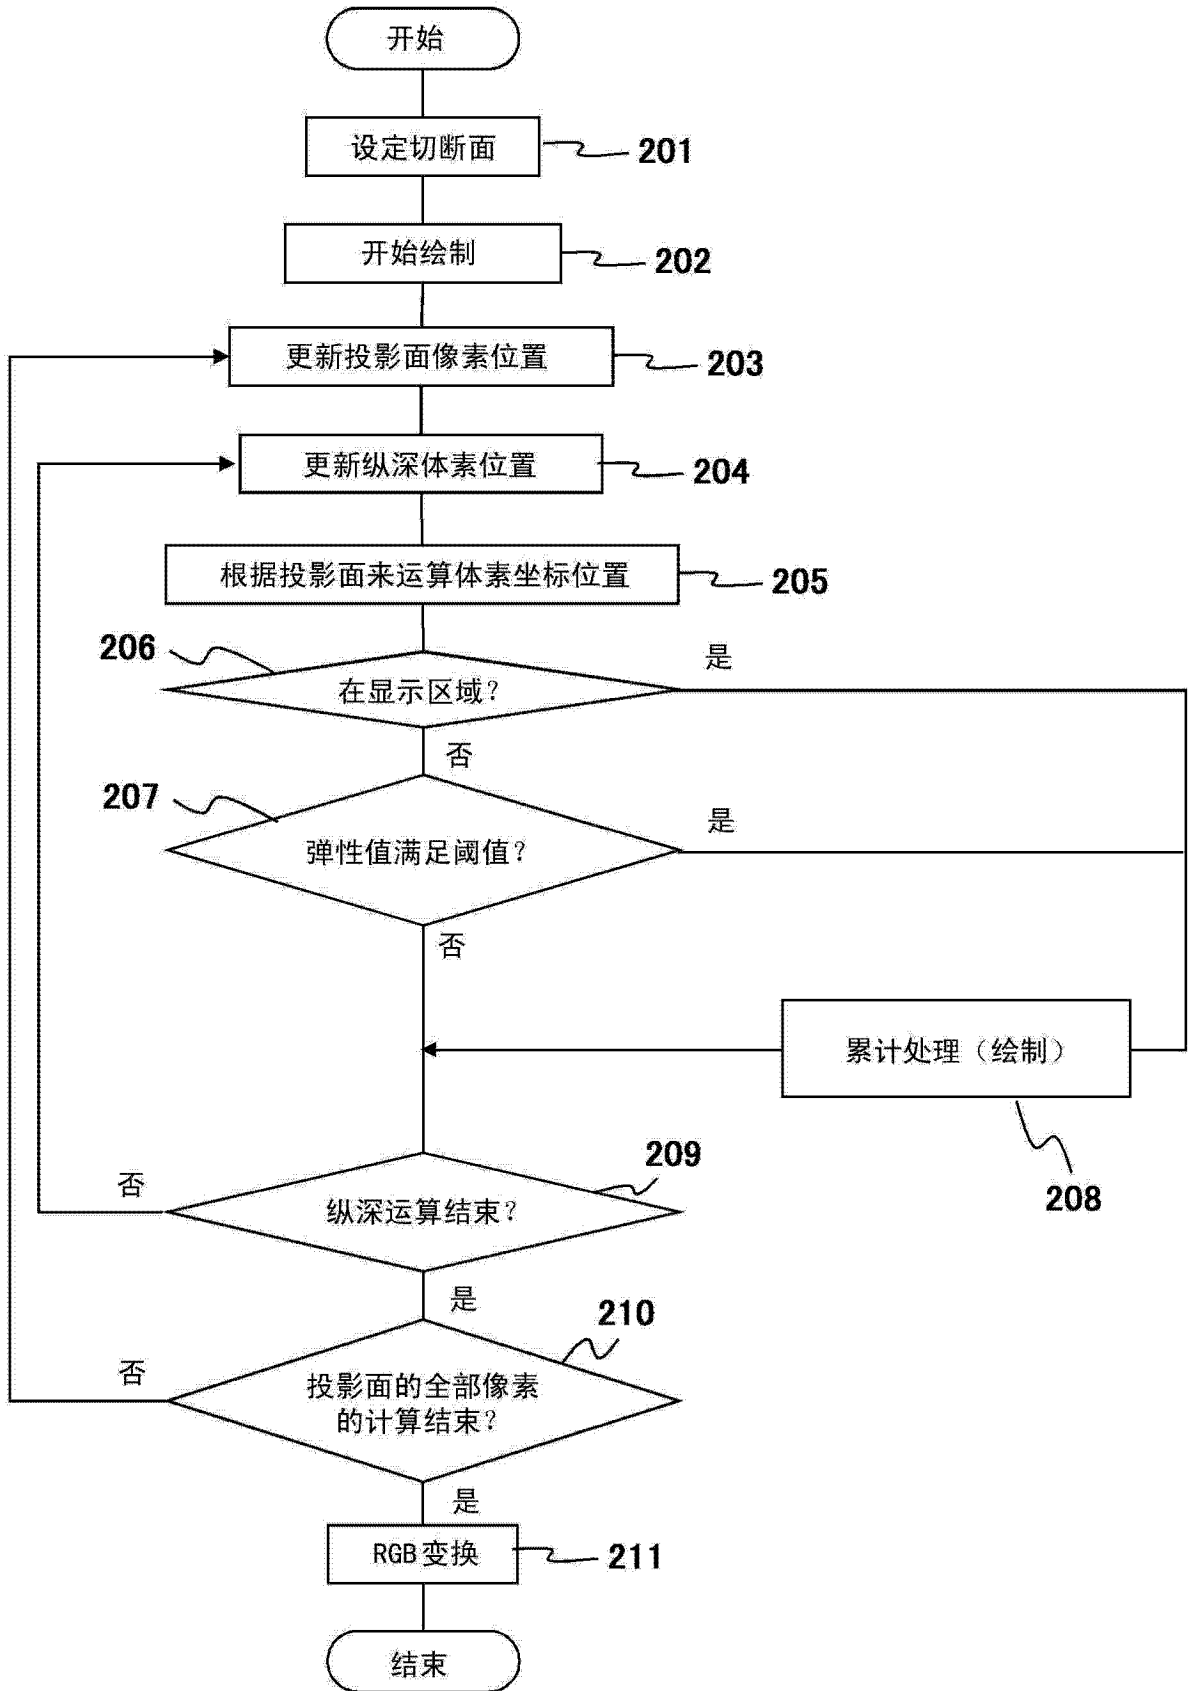 开始
设定切断面
201
开始绘制
202
更新投影面像素位置
203
更新纵深体素位置
204
根据投影面来运算体素坐标位置
205
206
在显示区域?
是
否
207
弹性值满足阈值?
是
否
累计处理(绘制)
208
209
否
纵深运算结束?
是
210
否
投影面的全部像素
的计算结束?
是
RGB变换
211
结束